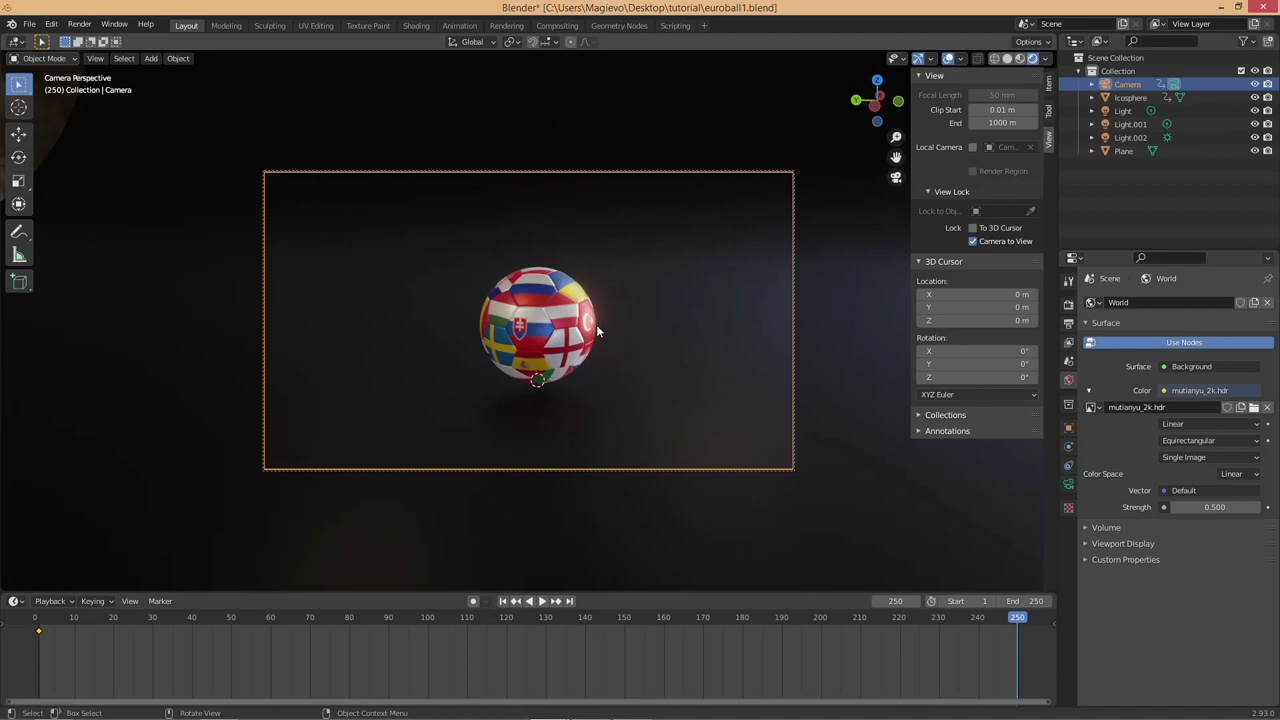 Blender* [C:\Users\Magievo\Desktop\tutorial\euroball1.blend]
File Edit Render Window Help Layout Modeling Sculpting UV Editing Texture Paint Shading Animation Rendering Compositing Geometry Nodes Scripting + Scene View Layer
Global Options
Object Mode View Select Add Object
Camera Perspective
(250) Collection | Camera
Y
Z
View
Focal Length 50 mm
Clip Start 0.01 m
End 1000 m
Local Camera Cam...
Render Region
View Lock
Lock to Obj...
Lock To 3D Cursor
Camera to View
3D Cursor
Location:
X 0 m
Y 0 m
Z 0 m
Rotation:
X 0°
Y 0°
Z 0°
XYZ Euler
Collections
Annotations
Item
Tool
View
Scene Collection
Collection
Camera
Icosphere
Light
Light.001
Light.002
Plane
Scene World
World
Surface
Use Nodes
Surface Background
Color mutianyu_2k.hdr
mutianyu_2k.hdr
Linear
Equirectangular
Single Image
Color Space Linear
Vector Default
Strength 0.500
Volume
Viewport Display
Custom Properties
Playback Keying View Marker 250 Start 1 End 250
0 10 20 30 40 50 60 70 80 90 100 110 120 130 140 150 160 170 180 190 200 210 220 230 240 250
Select Box Select Rotate View Object Context Menu 2.93.0